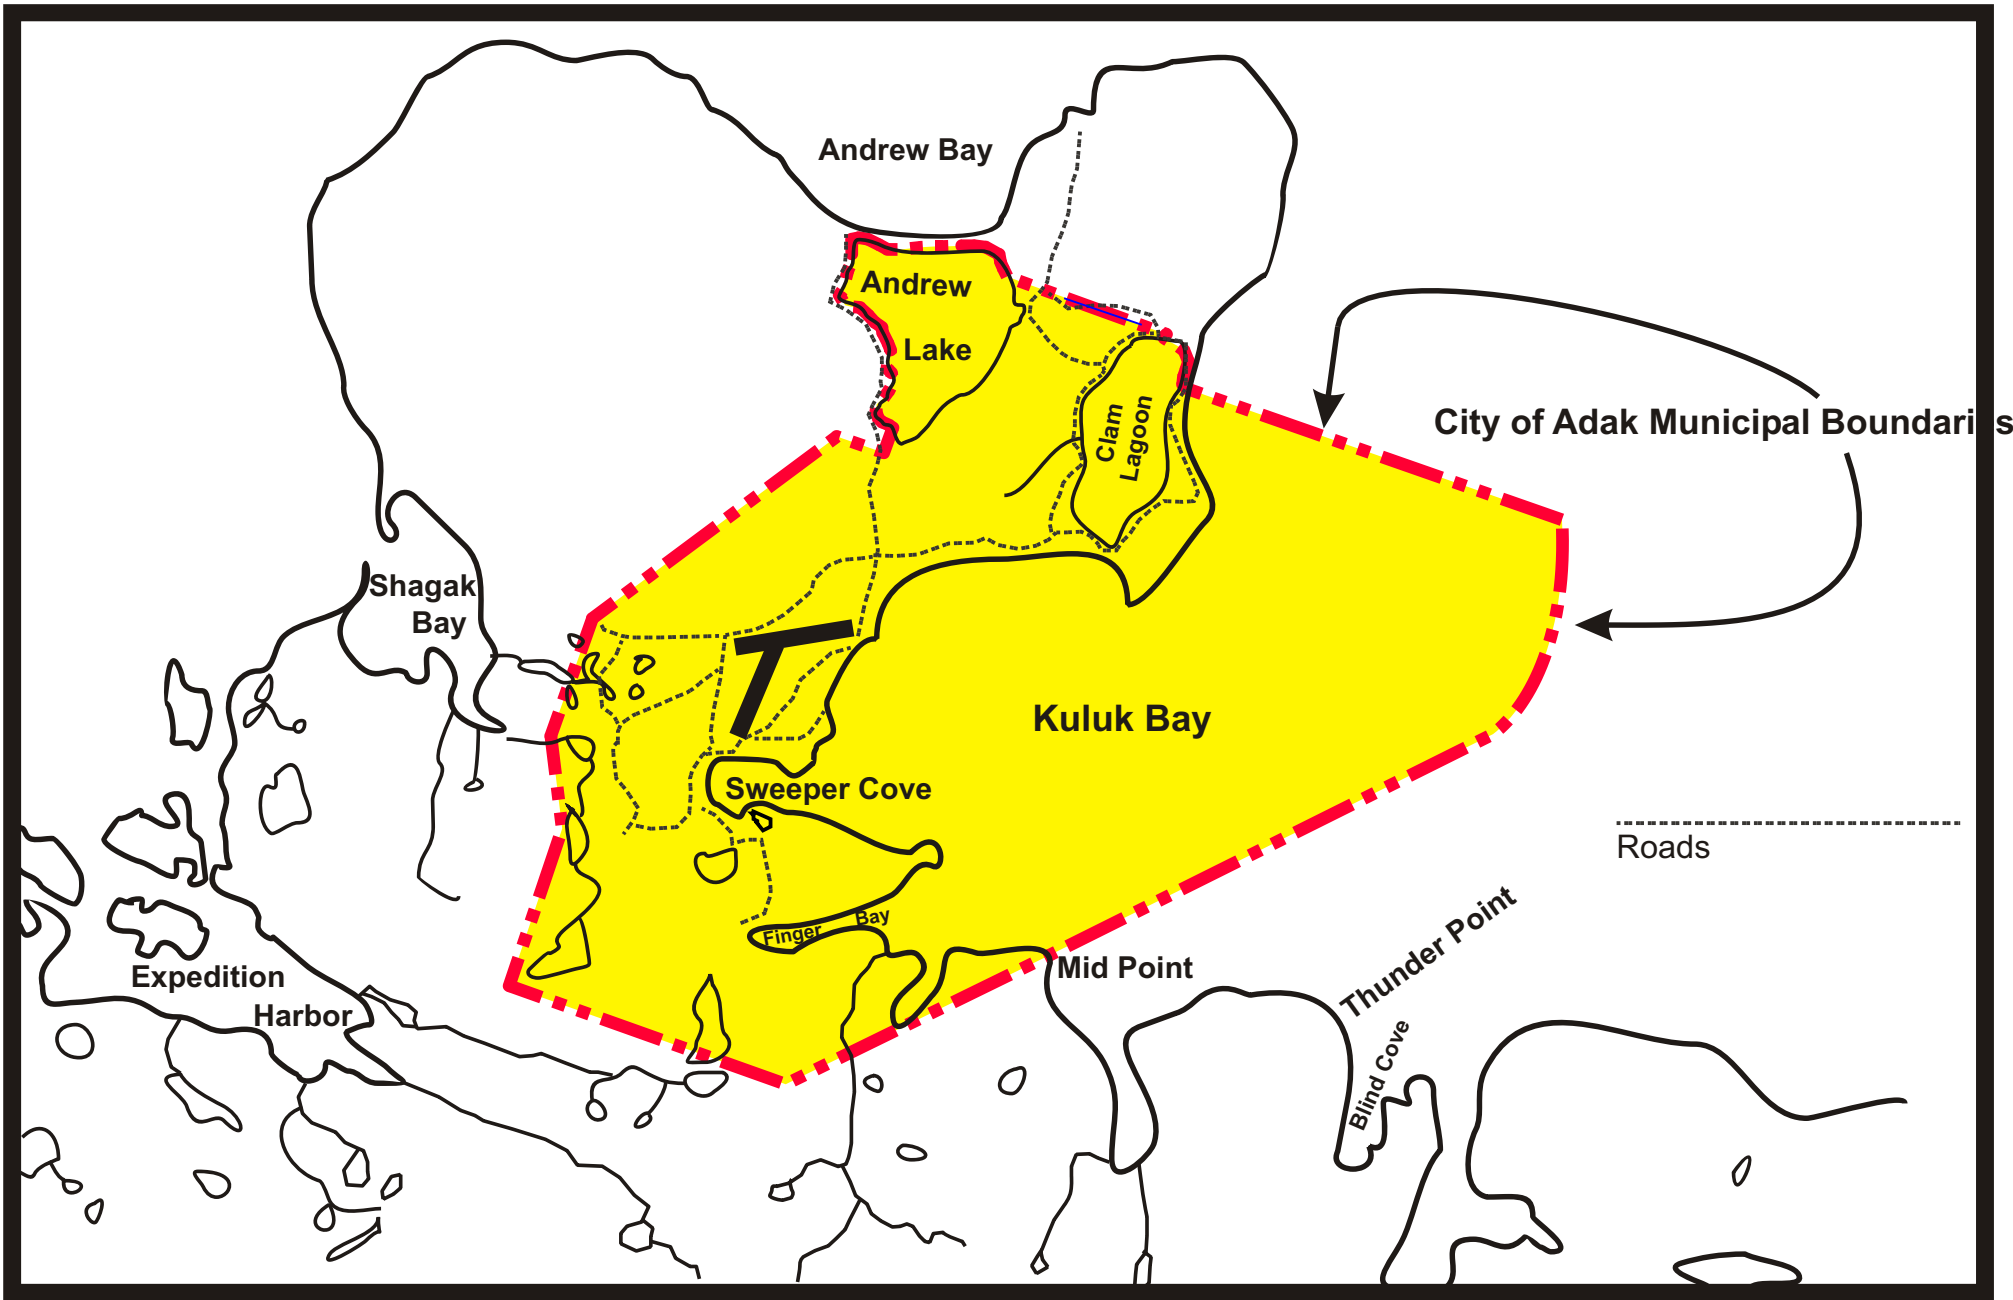 Andrew Bay
Andrew
Lake
Clam
Lagoon
City of Adak Municipal Boundaries
Shagak
Bay
Kuluk Bay
Sweeper Cove
Roads
Finger Bay
Mid Point
Thunder Point
Blind Cove
Expedition
Harbor